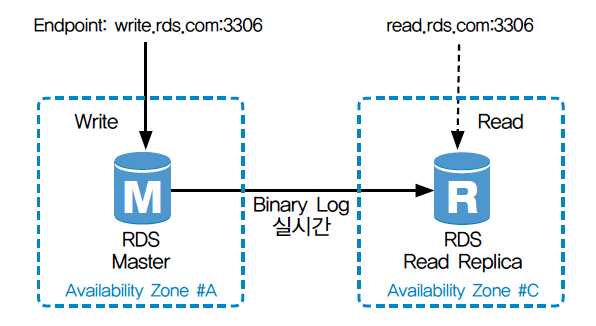 Endpoint: write.rds.com:3306
read.rds.com:3306
Write
Read
M
R
Binary Log
실시간
RDS
Master
RDS
Read Replica
Availability Zone #A
Availability Zone #C